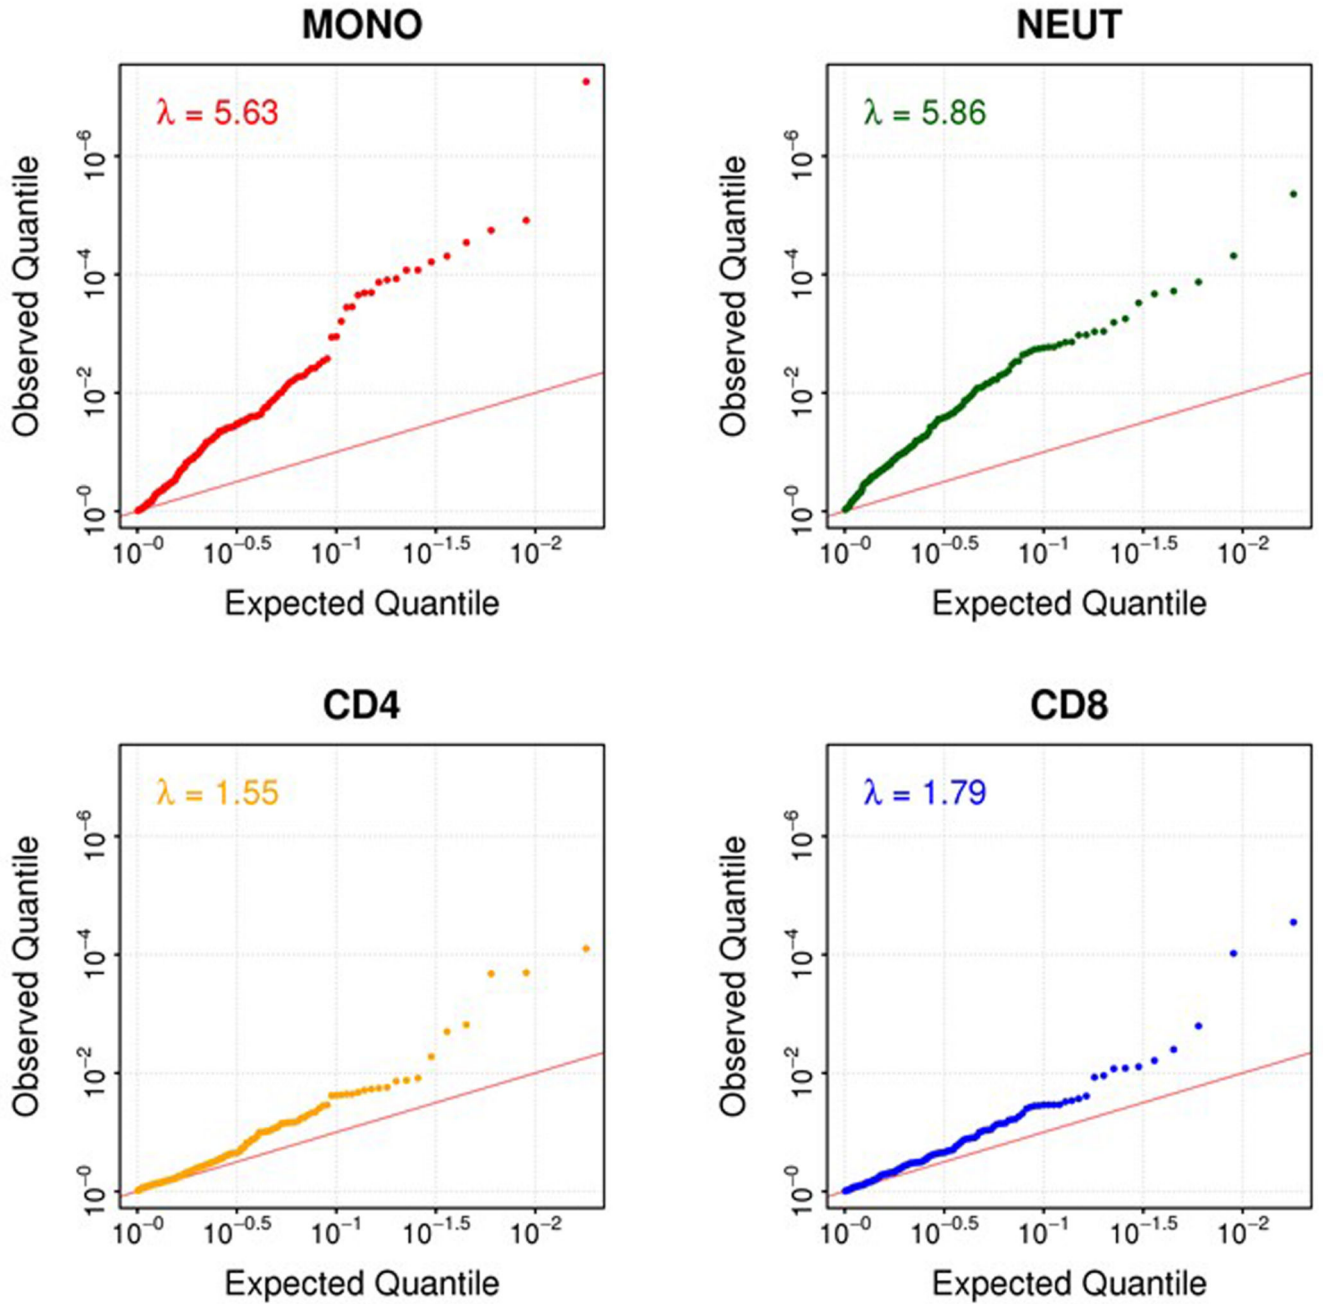 MONO
λ = 5.63
Observed Quantile
10⁻⁶
10⁻⁴
10⁻²
10⁻⁰
10⁻⁰ 10⁻⁰·⁵ 10⁻¹ 10⁻¹·⁵ 10⁻²
Expected Quantile
NEUT
λ = 5.86
Observed Quantile
10⁻⁶
10⁻⁴
10⁻²
10⁻⁰
10⁻⁰ 10⁻⁰·⁵ 10⁻¹ 10⁻¹·⁵ 10⁻²
Expected Quantile
CD4
λ = 1.55
Observed Quantile
10⁻⁶
10⁻⁴
10⁻²
10⁻⁰
10⁻⁰ 10⁻⁰·⁵ 10⁻¹ 10⁻¹·⁵ 10⁻²
Expected Quantile
CD8
λ = 1.79
Observed Quantile
10⁻⁶
10⁻⁴
10⁻²
10⁻⁰
10⁻⁰ 10⁻⁰·⁵ 10⁻¹ 10⁻¹·⁵ 10⁻²
Expected Quantile